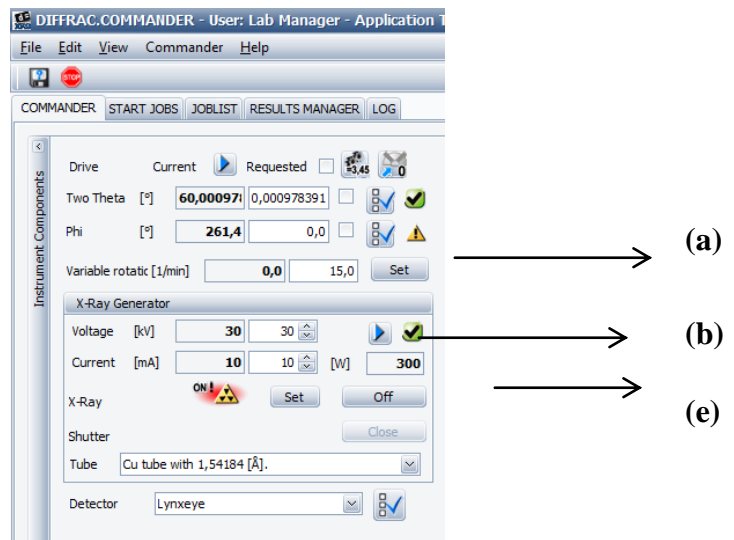 DIFFRAC.COMMANDER - User: Lab Manager - Application
File Edit View Commander Help
STOP
COMMANDER START JOBS JOBLIST RESULTS MANAGER LOG
Instrument Components
Drive Current Requested =3,45 0
Two Theta [°] 60,00097 0,000978391
Phi [°] 261,4 0,0
(a)
Variable rotatic [1/min] 0,0 15,0 Set
X-Ray Generator
Voltage [kV] 30 30
(b)
Current [mA] 10 10 [W] 300
X-Ray ON! Set Off
(e)
Shutter Close
Tube Cu tube with 1,54184 [Å].
Detector Lynxeye